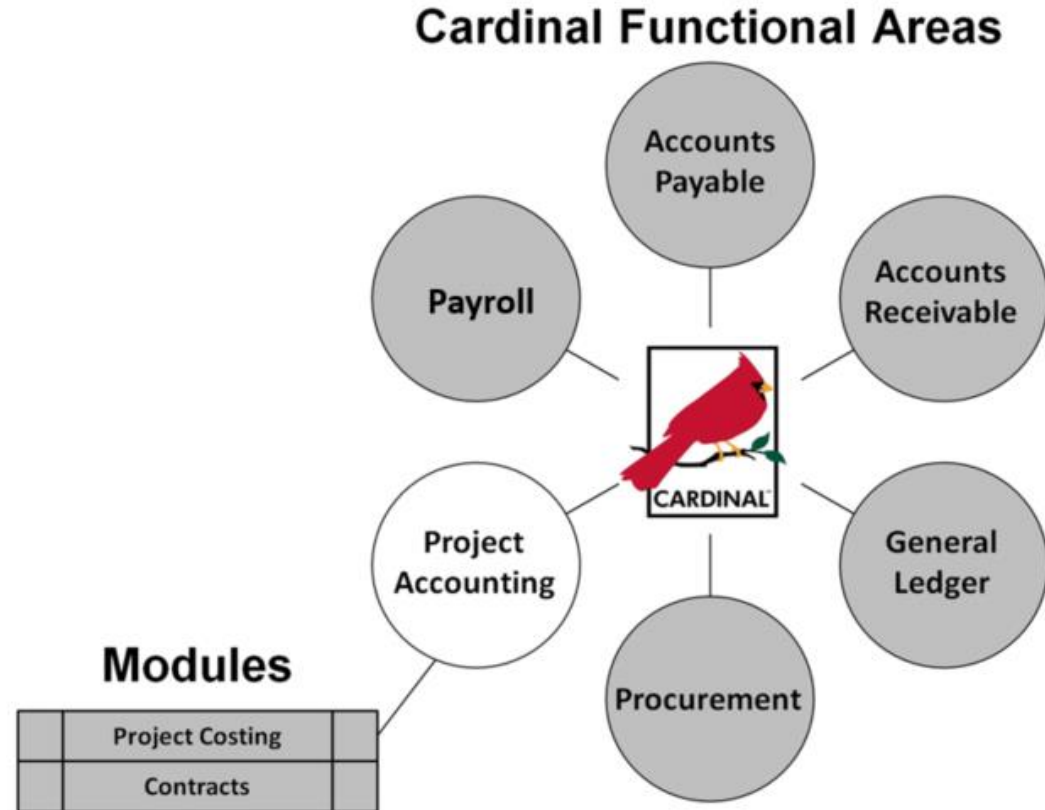 Cardinal Functional Areas
Accounts
Payable
Payroll
Accounts
Receivable
CARDINAL
Project
Accounting
General
Ledger
Procurement
Modules
Project Costing
Contracts